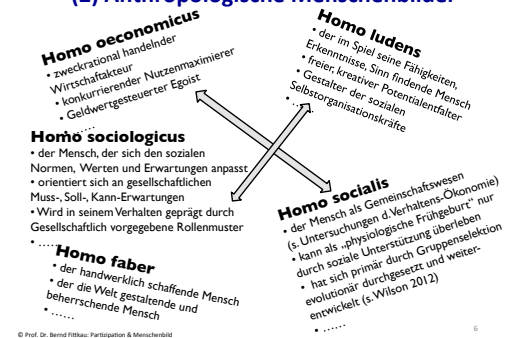 (2) Anthropologische Menschenbilder
Homo oeconomicus
• zweckrational handelnder
Wirtschaftakteur
• konkurrierender Nutzenmaximierer
• Geldwertgesteuerter Egoist
• ......
Homo ludens
• der im Spiel seine Fähigkeiten,
Erkenntnisse, Sinn findende Mensch
• freier, kreativer Potentialentfalter
• Gestalter der sozialen
Selbstorganisationskräfte
• ......
Homo sociologicus
• der Mensch, der sich den sozialen
Normen, Werten und Erwartungen anpasst
• orientiert sich an gesellschaftlichen
Muss-, Soll-, Kann-Erwartungen
• Wird in seinem Verhalten geprägt durch
Gesellschaftlich vorgegebene Rollenmuster
• ......
Homo socialis
• der Mensch als Gemeinschaftswesen
(s. Untersuchungen d. Verhaltens-Ökonomie)
• kann als „physiologische Frühgeburt" nur
durch soziale Unterstützung überleben
• hat sich primär durch Gruppenselektion
evolutionär durchgesetzt und weiter-
entwickelt (s. Wilson 2012)
• ......
Homo faber
• der handwerklich schaffende Mensch
• der die Welt gestaltende und
beherrschende Mensch
• ......
© Prof. Dr. Bernd Fittkau: Partizipation & Menschenbild
6